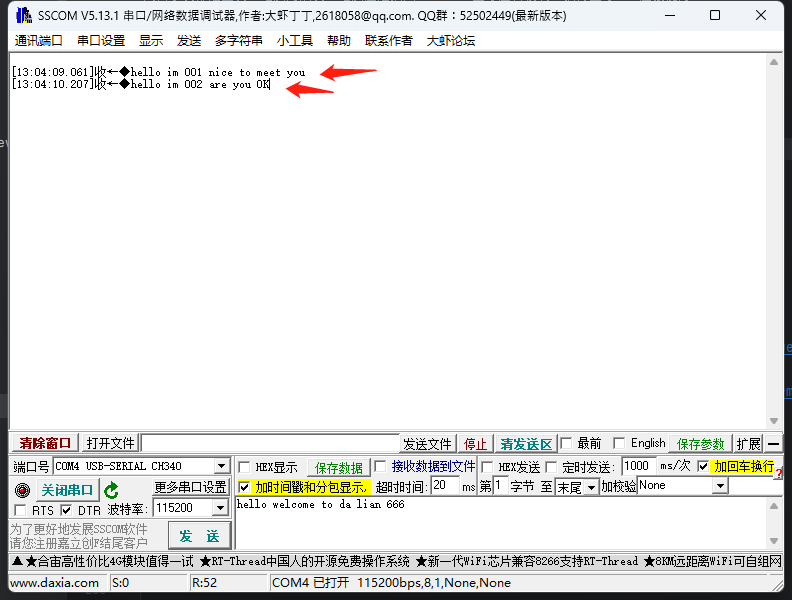 SSCOM V5.13.1 串口/网络数据调试器,作者:大虾丁丁,2618058@qq.com. QQ群：52502449(最新版本)
通讯端口 串口设置 显示 发送 多字符串 小工具 帮助 联系作者 大虾论坛
[13:04:09.061]收←◆hello im 001 nice to meet you
[13:04:10.207]收←◆hello im 002 are you OK
清除窗口 打开文件 发送文件 停止 清发送区 最前 English 保存参数 扩展 —
端口号 COM4 USB-SERIAL CH340 HEX显示 保存数据 接收数据到文件 HEX发送 定时发送: 1000 ms/次 加回车换行
关闭串口 更多串口设置 加时间戳和分包显示, 超时时间: 20 ms 第 1 字节 至 末尾 加校验 None
RTS DTR 波特率: 115200
hello welcome to da lian 666
为了更好地发展SSCOM软件
请您注册嘉立创F结尾客户
发 送
▲★合宙高性价比4G模块值得一试 ★RT-Thread中国人的开源免费操作系统 ★新一代WiFi芯片兼容8266支持RT-Thread ★8KM远距离WiFi可自组网
www.daxia.com S:0 R:52 COM4 已打开 115200bps,8,1,None,None